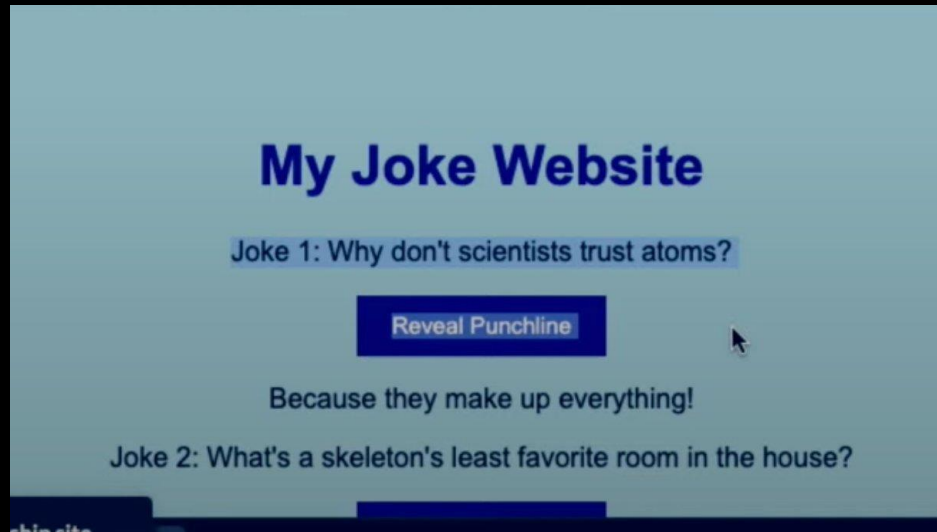 My Joke Website
Joke 1: Why don't scientists trust atoms?
Reveal Punchline
Because they make up everything!
Joke 2: What's a skeleton's least favorite room in the house?
site